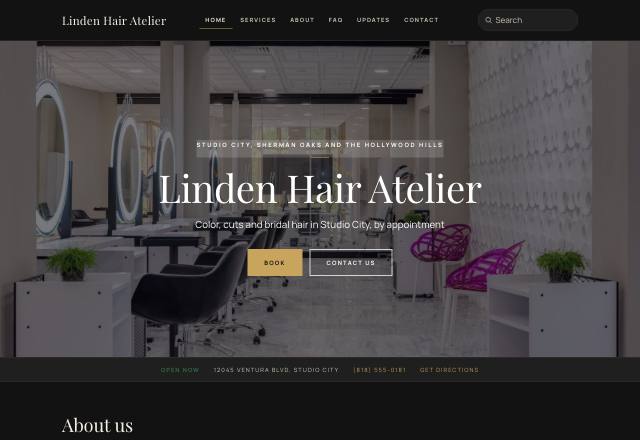 Linden Hair Atelier
HOME SERVICES ABOUT FAQ UPDATES CONTACT
Search
STUDIO CITY, SHERMAN OAKS AND THE HOLLYWOOD HILLS
Linden Hair Atelier
Color, cuts and bridal hair in Studio City, by appointment
BOOK CONTACT US
OPEN NOW 12045 VENTURA BLVD, STUDIO CITY (818) 555-0181 GET DIRECTIONS
About us